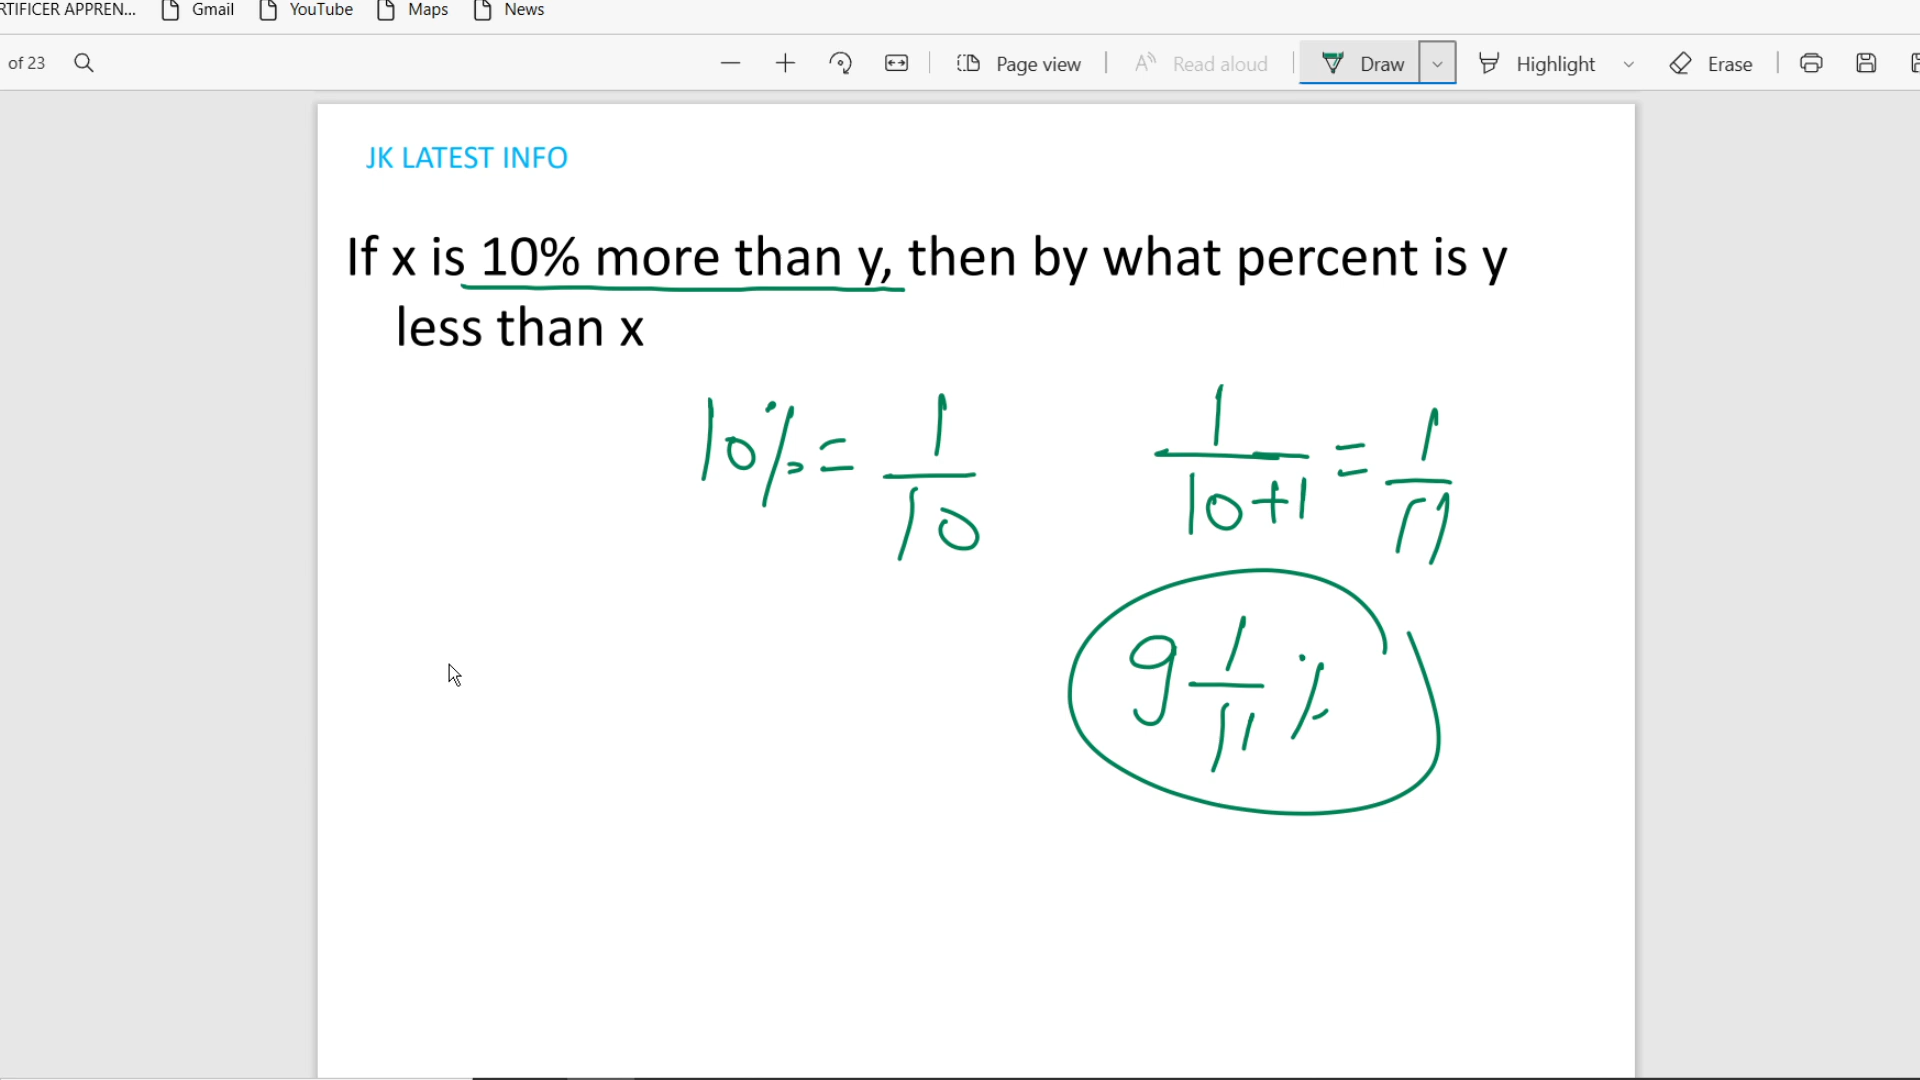 RTIFICER APPREN... Gmail YouTube Maps News
of 23 Page view Read aloud Draw Highlight Erase
JK LATEST INFO
If x is 10% more than y, then by what percent is y
less than x
10% = 1/10 1/10+1 = 1/11
9 1/11 %